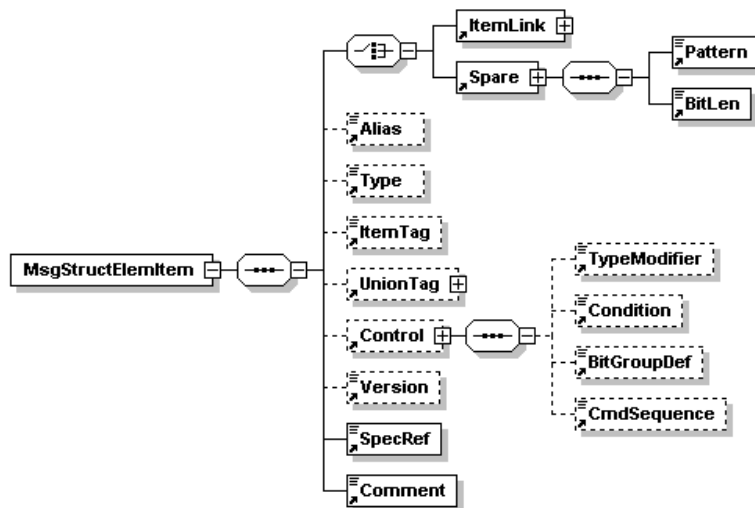 ItemLink
Pattern
Spare
BitLen
Alias
Type
ItemTag
TypeModifier
MsgStructElemItem
UnionTag
Condition
Control
BitGroupDef
Version
CmdSequence
SpecRef
Comment